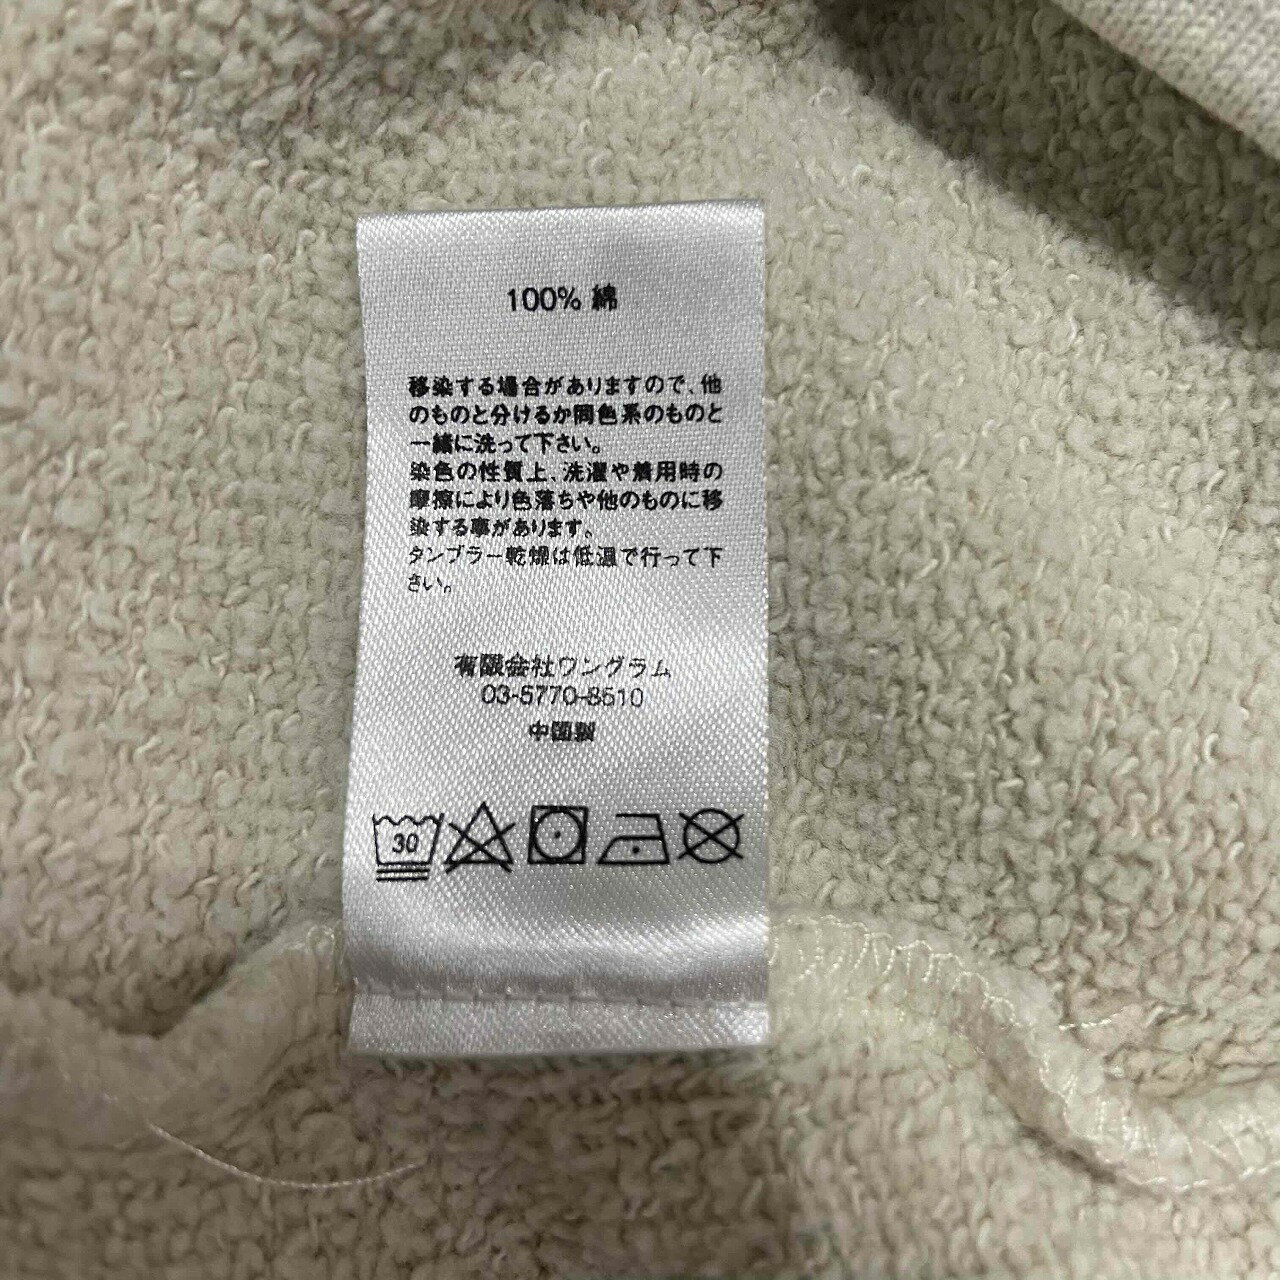 100% 綿
移染する場合がありますので、他
のものと分けるか同色系のものと
一緒に洗って下さい。
染色の性質上、洗濯や着用時の
摩擦により色落ちや他のものに移
染する事があります。
タンブラー乾燥は低温で行って下
さい。
有限会社ワングラム
03-5770-8510
中国製
30